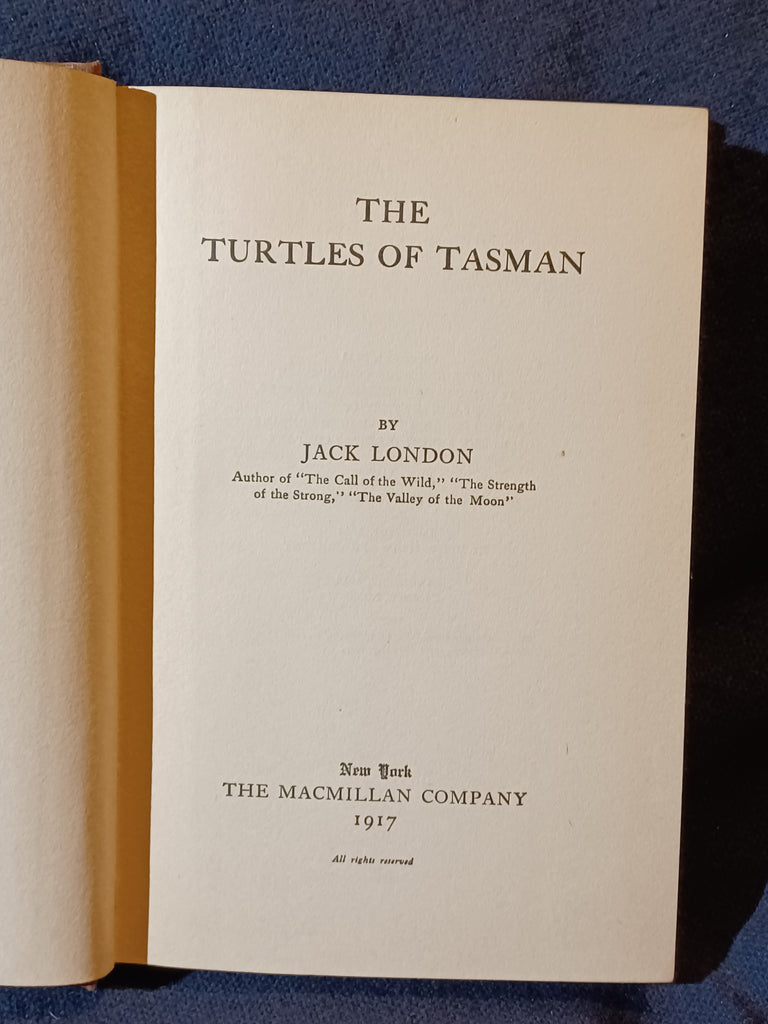 THE
TURTLES OF TASMAN
BY
JACK LONDON
Author of "The Call of the Wild," "The Strength
of the Strong," "The Valley of the Moon"
New York
THE MACMILLAN COMPANY
1917
All rights reserved